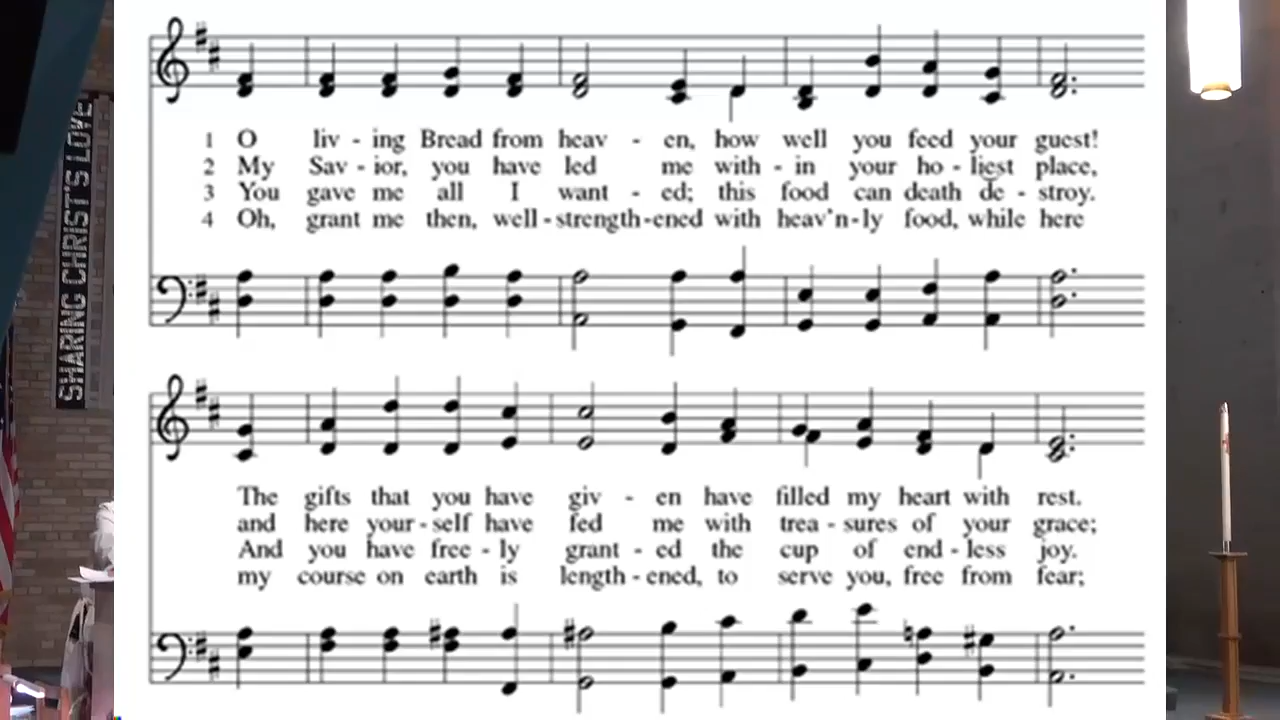 SHARING CHRIST'S LOVE
1 O liv - ing Bread from heav - en, how well you feed your guest!
2 My Sav - ior, you have led me with - in your ho - liest place,
3 You gave me all I want - ed; this food can death de - stroy.
4 Oh, grant me then, well - strength - ened with heav'n - ly food, while here
The gifts that you have giv - en have filled my heart with rest.
and here your - self have fed me with trea - sures of your grace;
And you have free - ly grant - ed the cup of end - less joy.
my course on earth is length - ened, to serve you, free from fear;